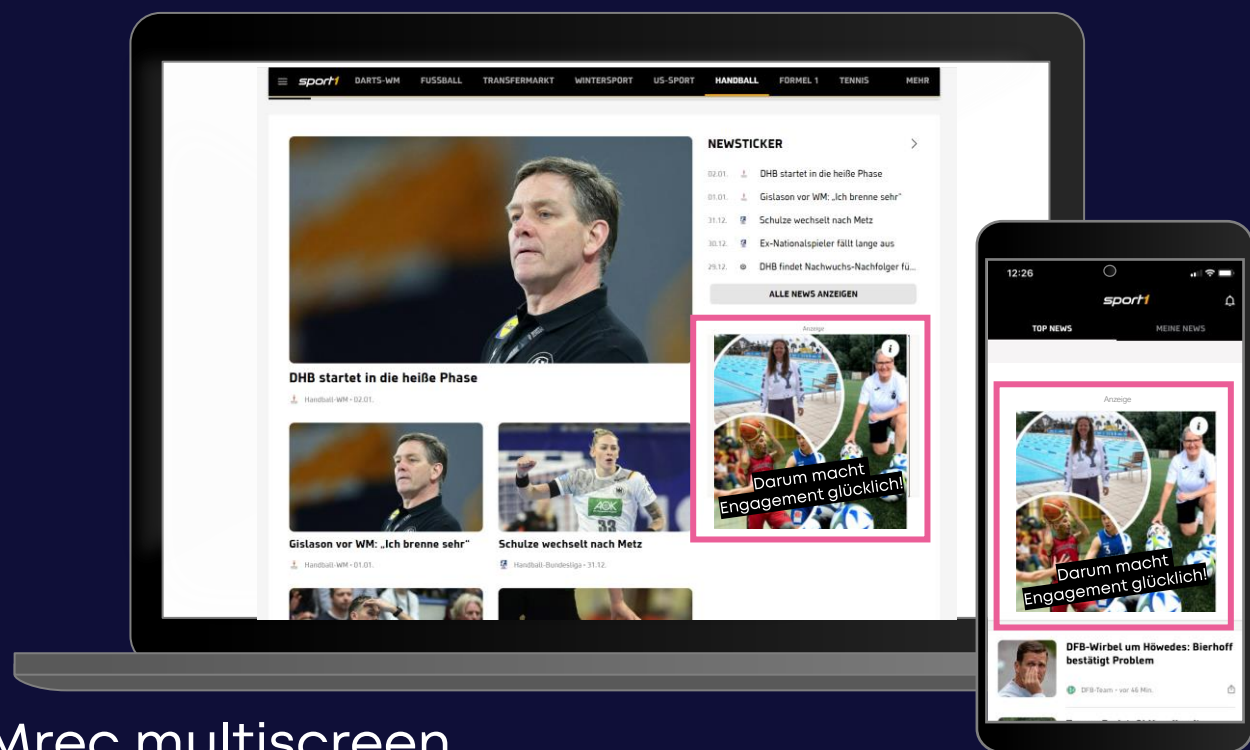 sport1 DARTS-WM FUSSBALL TRANSFERMARKT WINTERSPORT US-SPORT HANDBALL FORMEL 1 TENNIS MEHR
DHB startet in die heiße Phase
Handball-WM • 02.01.
Gislason vor WM: „Ich brenne sehr"
Handball-WM • 01.01.
AOK
33
Schulze wechselt nach Metz
Handball-Bundesliga • 31.12.
NEWSTICKER
02.01. DHB startet in die heiße Phase
01.01. Gislason vor WM: „Ich brenne sehr"
31.12. Schulze wechselt nach Metz
30.12. Ex-Nationalspieler fällt lange aus
29.12. DHB findet Nachwuchs-Nachfolger fü...
ALLE NEWS ANZEIGEN
Anzeige
i
Darum macht
Engagement glücklich!
12:26
sport1
TOP NEWS MEINE NEWS
Anzeige
i
Darum macht
Engagement glücklich!
DFB-Wirbel um Höwedes: Bierhoff
bestätigt Problem
DFB-Team • vor 46 Min.
Mrec multiscreen